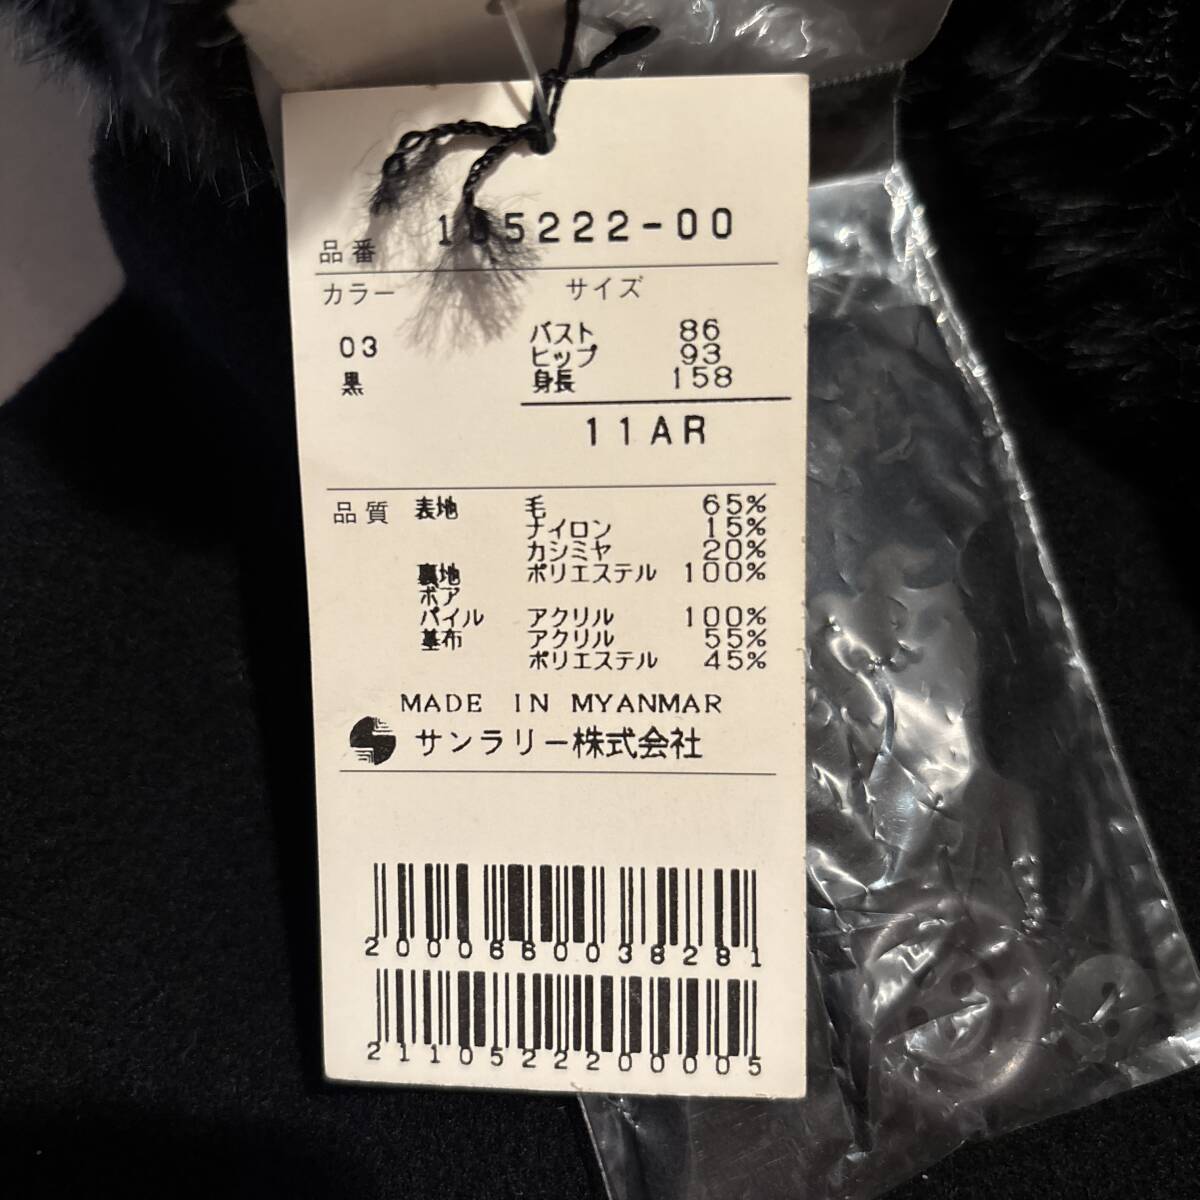 品番 105222-00
カラー サイズ
03 バスト 86
ヒップ 93
黒 身長 158
11AR
品質 表地 毛 65%
ナイロン 15%
カシミヤ 20%
裏地 ポリエステル 100%
ボア
パイル アクリル 100%
基布 アクリル 55%
ポリエステル 45%
MADE IN MYANMAR
サンラリー株式会社
2000660038281
2110522200005